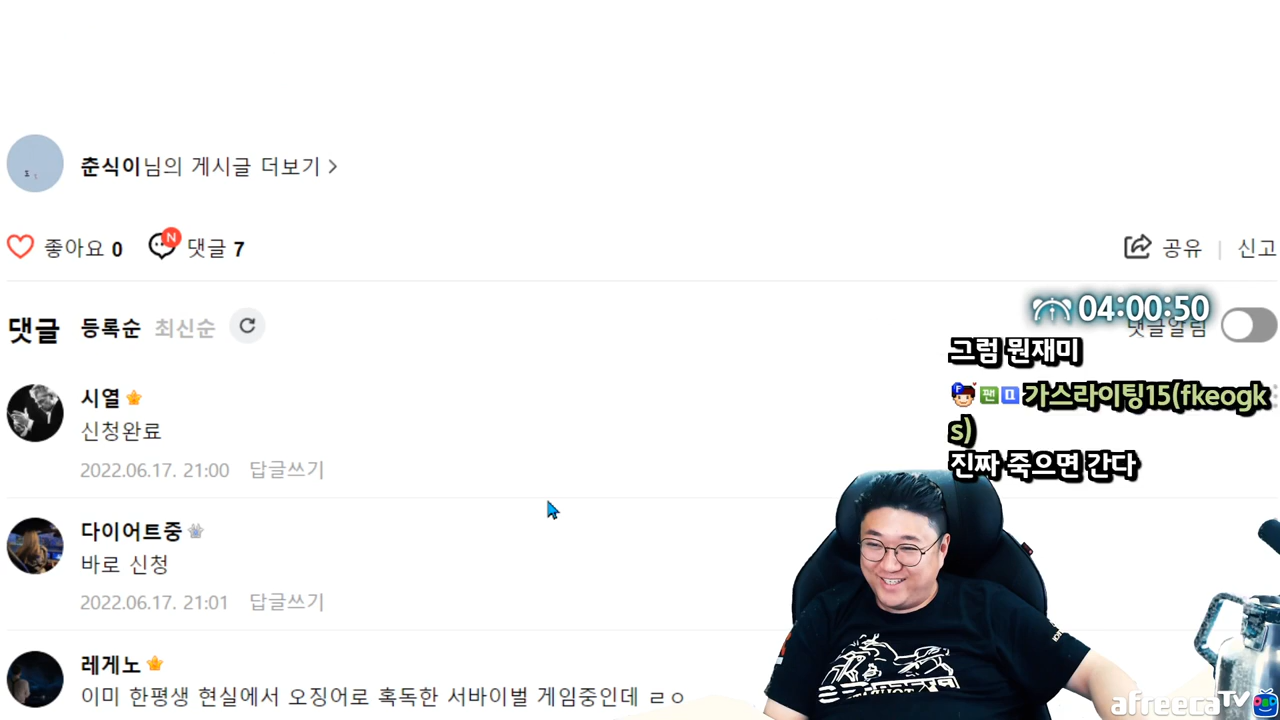 춘식이님의 게시글 더보기 >
좋아요 0 댓글 7
공유 | 신고
댓글 등록순 최신순
04:00:50
댓글알림
그럼 뭔재미
시열
신청완료
2022.06.17. 21:00 답글쓰기
팬 가스라이팅15(fkeogk
s)
진짜 죽으면 간다
다이어트중
바로 신청
2022.06.17. 21:01 답글쓰기
레게노
이미 한평생 현실에서 오징어로 혹독한 서바이벌 게임중인데 ㄹㅇ
afreecaTV